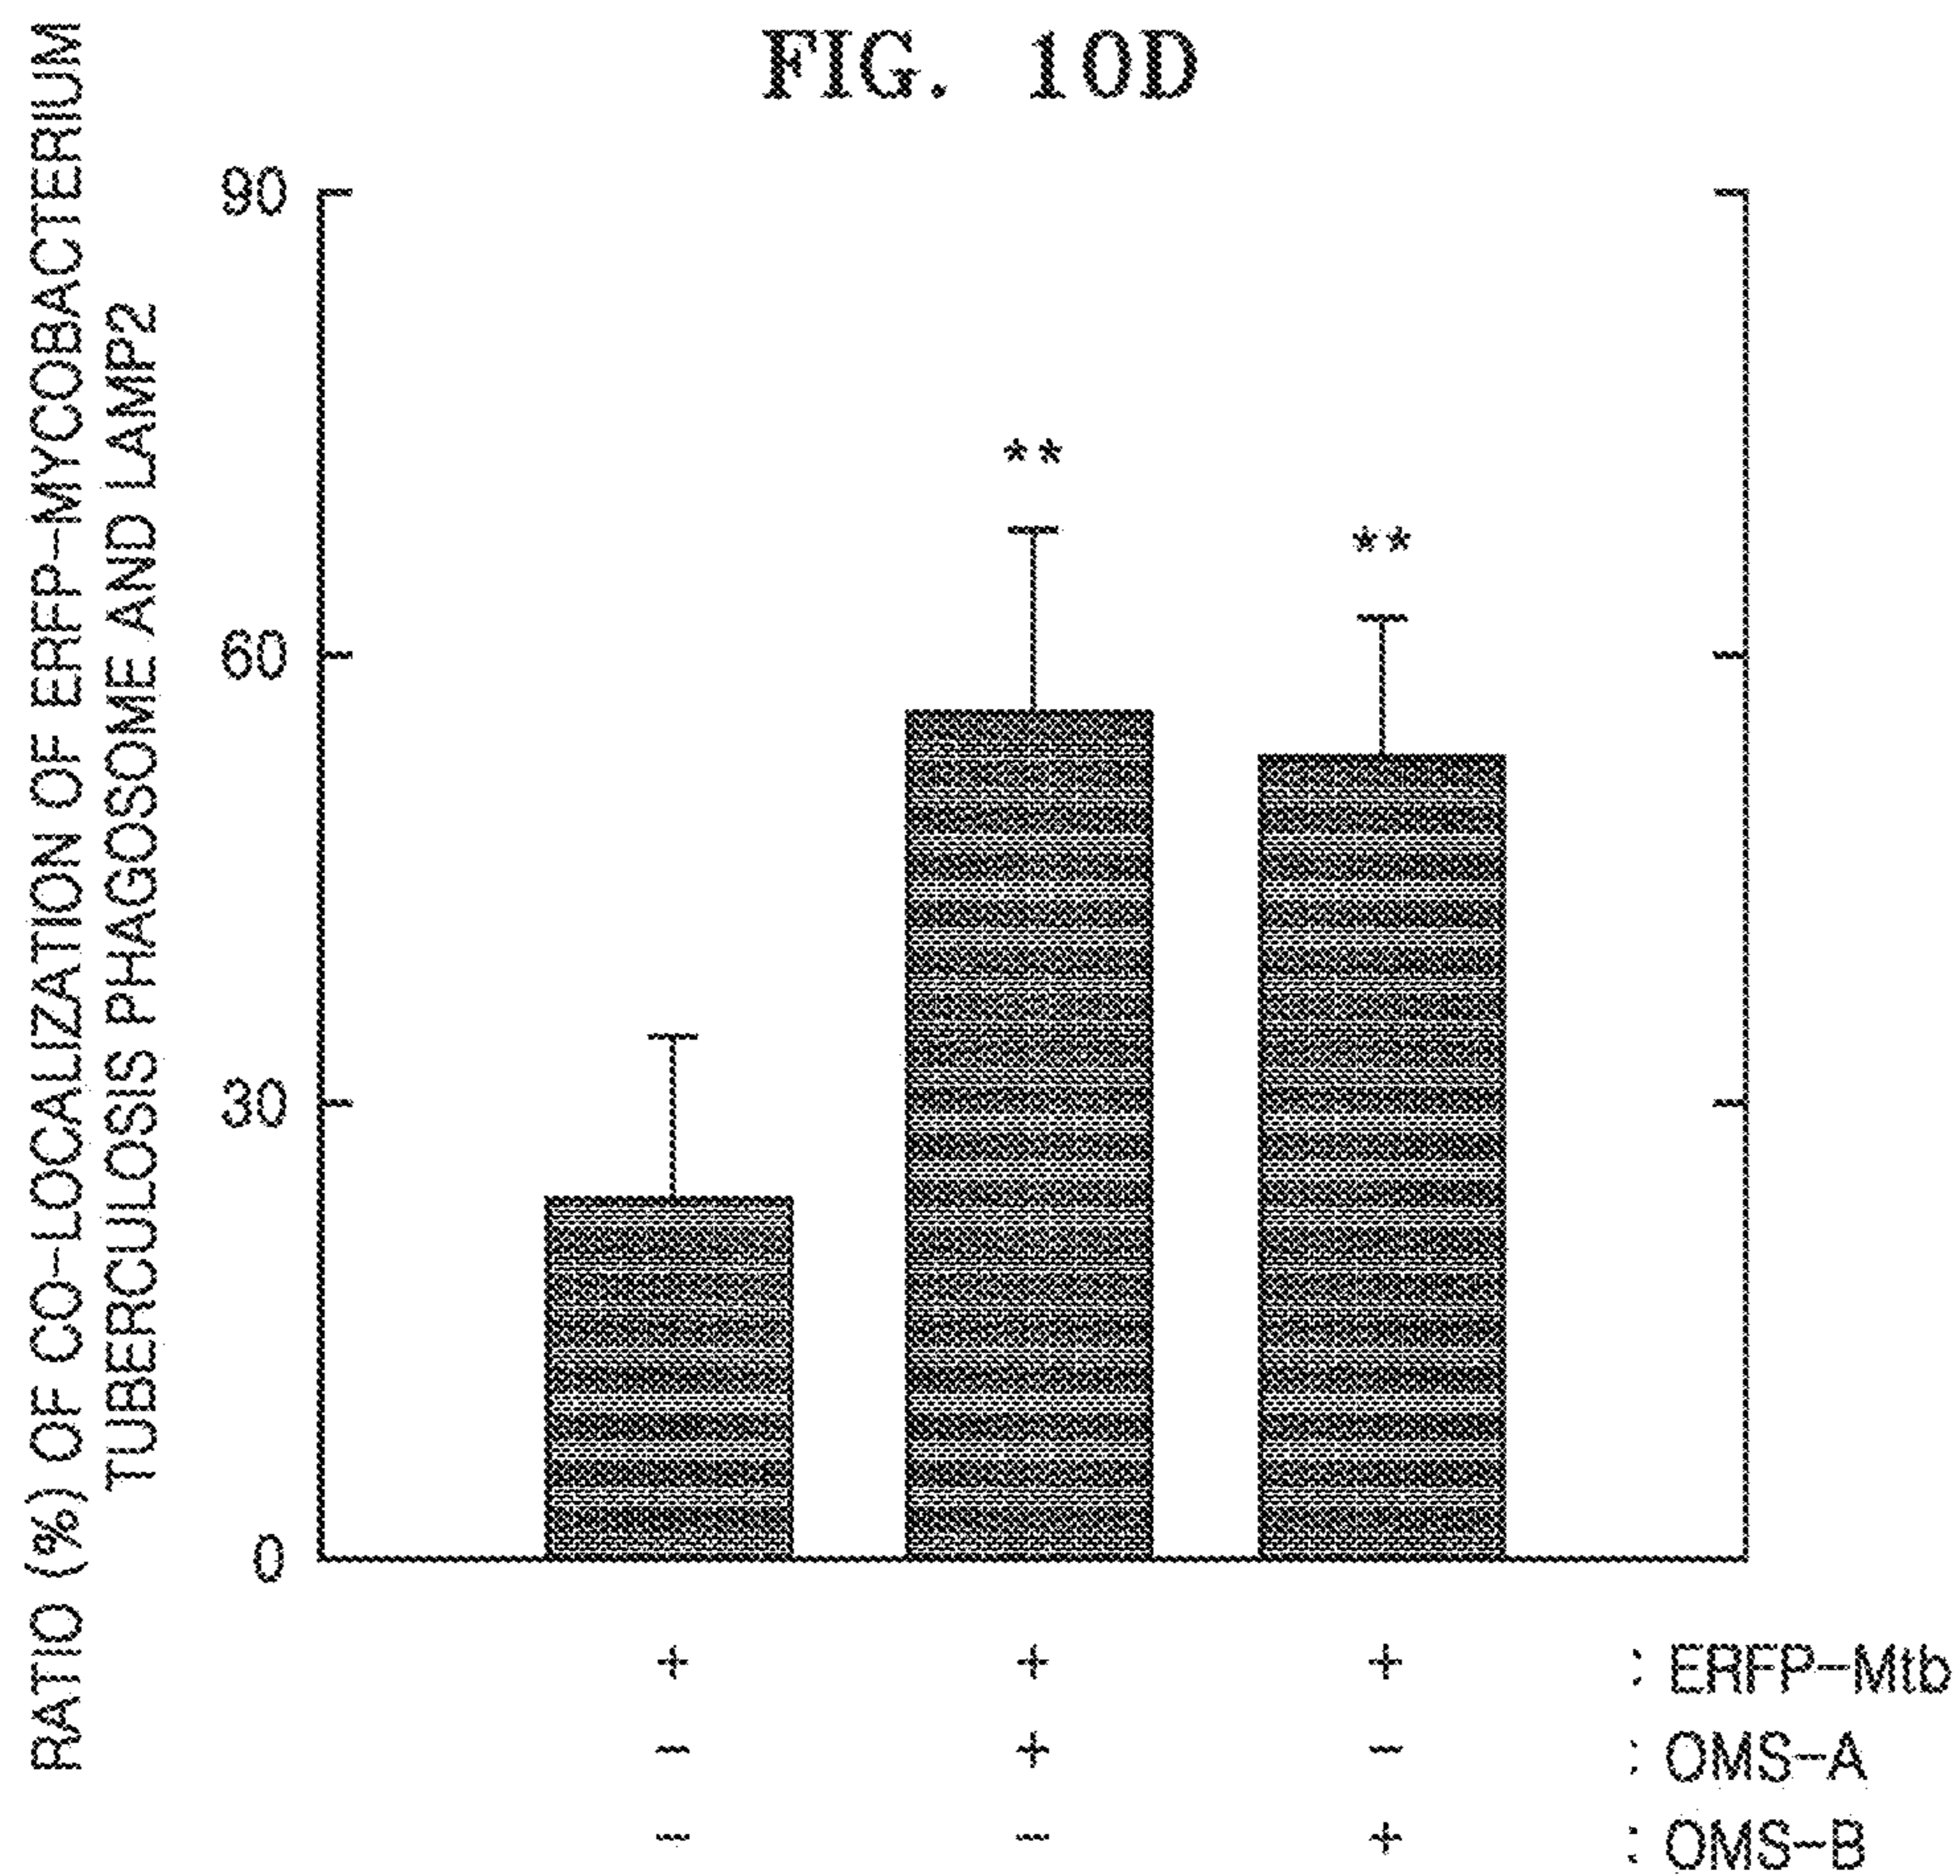 FIG. 10D
RATIO (%) OF CO-LOCALIZATION OF ERFP-MYCOBACTERIUM
TUBERCULOSIS PHAGOSOME AND LAMP2
90
60
30
0
**
**
+ + + : ERFP-Mtb
- + - : OMS-A
- - + : OMS-B